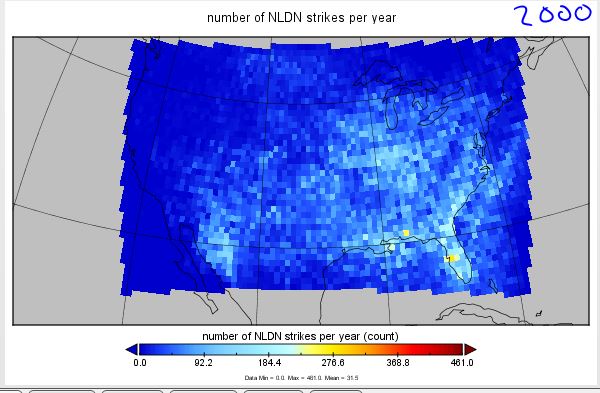 number of NLDN strikes per year
2000
number of NLDN strikes per year (count)
0.0 92.2 184.4 276.6 368.8 461.0
Data Min = 0.0. Max = 461.0. Mean = 31.5